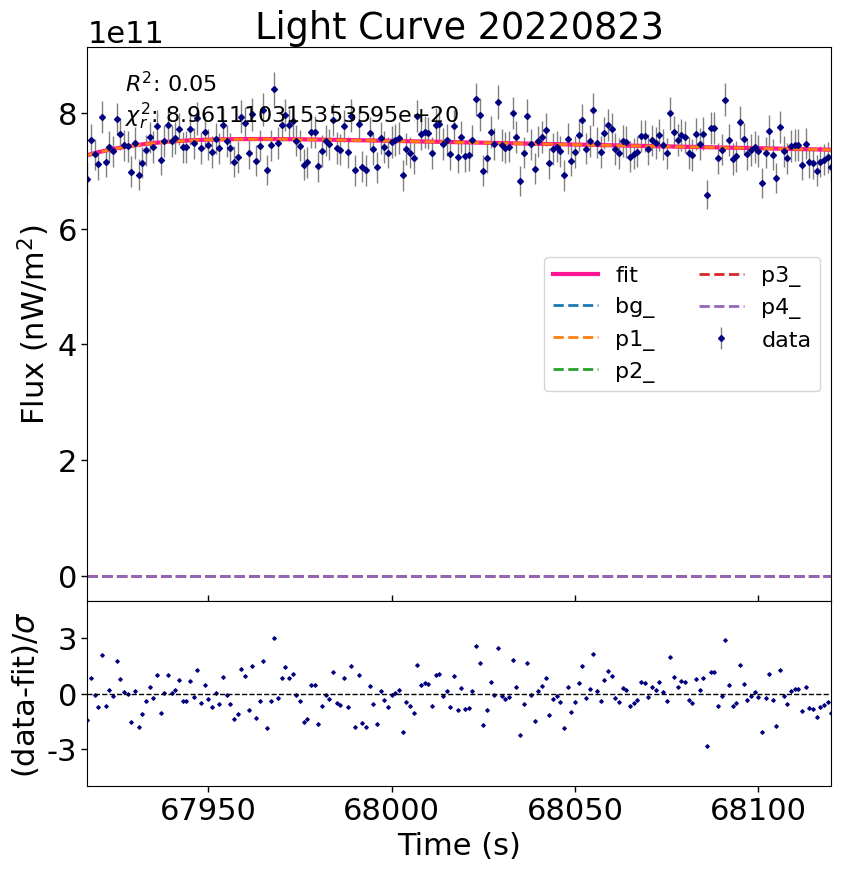 Light Curve 20220823
1e11
R²: 0.05
χ²ᵣ: 8.961110315353595e+20
8
6
4
2
0
Flux (nW/m²)
fit
bg_
p1_
p2_
p3_
p4_
data
3
0
-3
(data-fit)/σ
67950
68000
68050
68100
Time (s)